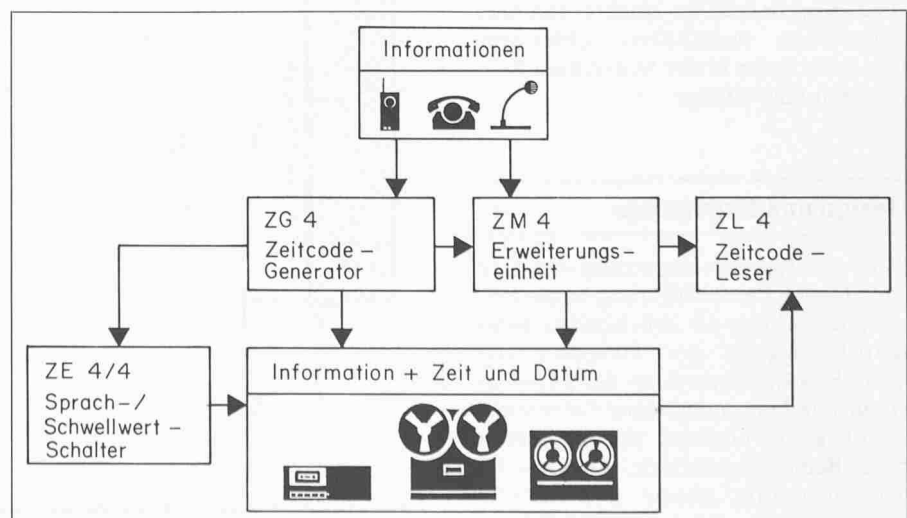 Informationen
ZG 4
Zeitcode –
Generator
ZM 4
Erweiterungs–
einheit
ZL 4
Zeitcode –
Leser
ZE 4/4
Sprach–/
Schwellwert –
Schalter
Information + Zeit und Datum